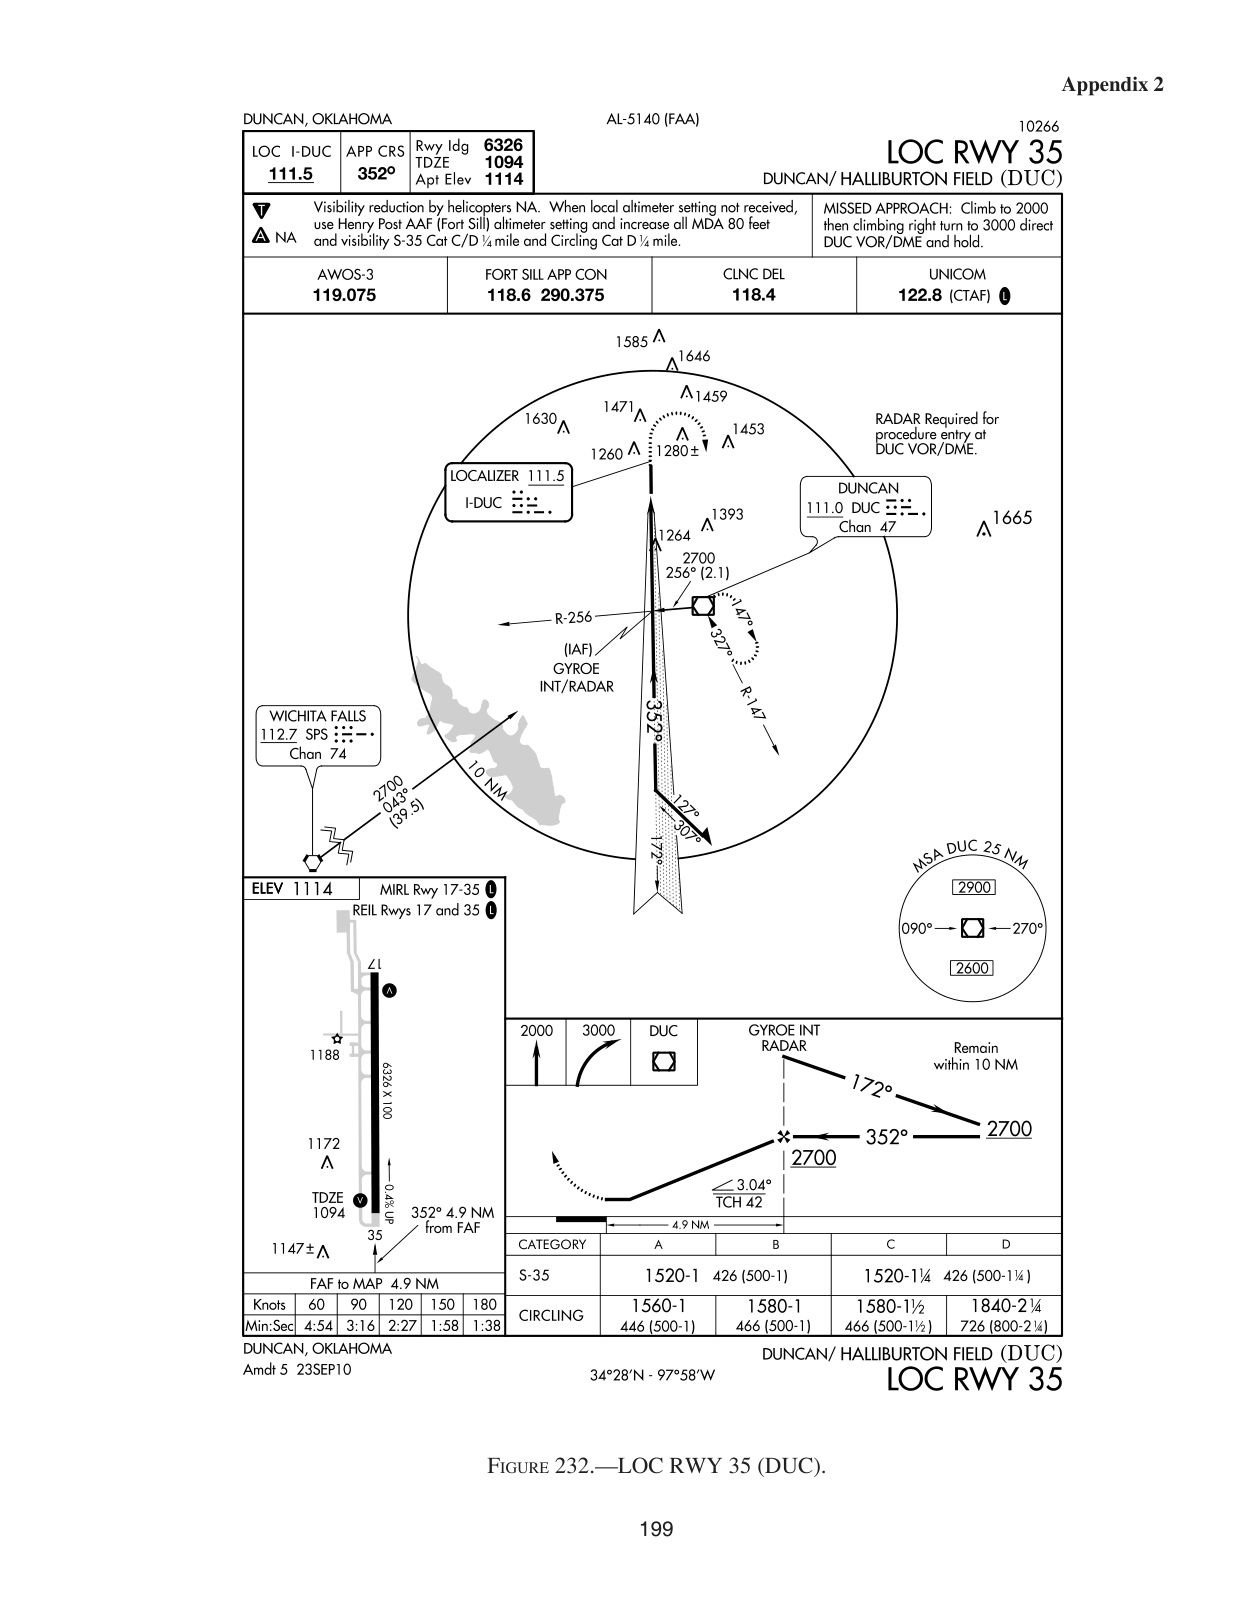 Appendix 2
DUNCAN, OKLAHOMA
AL-5140 (FAA)
10266
LOC RWY 35
DUNCAN/ HALLIBURTON FIELD (DUC)
LOC I-DUC
111.5
APP CRS
352º
Rwy ldg 6326
TDZE 1094
Apt Elev 1114
T
A NA
Visibility reduction by helicopters NA. When local altimeter setting not received,
use Henry Post AAF (Fort Sill) altimeter setting and increase all MDA 80 feet
and visibility S-35 Cat C/D ¼ mile and Circling Cat D ¼ mile.
MISSED APPROACH: Climb to 2000
then climbing right turn to 3000 direct
DUC VOR/DME and hold.
AWOS-3
119.075
FORT SILL APP CON
118.6 290.375
CLNC DEL
118.4
UNICOM
122.8 (CTAF) L
1585
1646
1459
1471
1630
1453
1260
1280±
RADAR Required for
procedure entry at
DUC VOR/DME.
LOCALIZER 111.5
I-DUC
DUNCAN
111.0 DUC
Chan 47
1665
1393
1264
2700
256° (2.1)
R-256
147°
327°
R-147
(IAF)
GYROE
INT/RADAR
352°
WICHITA FALLS
112.7 SPS
Chan 74
2700
043°
(39.5)
10 NM
127°
307°
172°
MSA DUC 25 NM
2900
090°
270°
2600
ELEV 1114
MIRL Rwy 17-35 L
REIL Rwys 17 and 35 L
17
V
1188
6326 X 100
1172
TDZE
1094
V
0.4% UP
35
352° 4.9 NM
from FAF
1147±
FAF to MAP 4.9 NM
Knots 60 90 120 150 180
Min:Sec 4:54 3:16 2:27 1:58 1:38
2000
3000
DUC
GYROE INT
RADAR
Remain
within 10 NM
172°
2700
352°
2700
3.04°
TCH 42
4.9 NM
CATEGORY A B C D
S-35 1520-1 426 (500-1) 1520-1¼ 426 (500-1¼)
CIRCLING
1560-1 1580-1 1580-1½ 1840-2¼
446 (500-1) 466 (500-1) 466 (500-1½) 726 (800-2¼)
DUNCAN, OKLAHOMA
Amdt 5 23SEP10
34°28'N - 97°58'W
DUNCAN/ HALLIBURTON FIELD (DUC)
LOC RWY 35
FIGURE 232.—LOC RWY 35 (DUC).
199